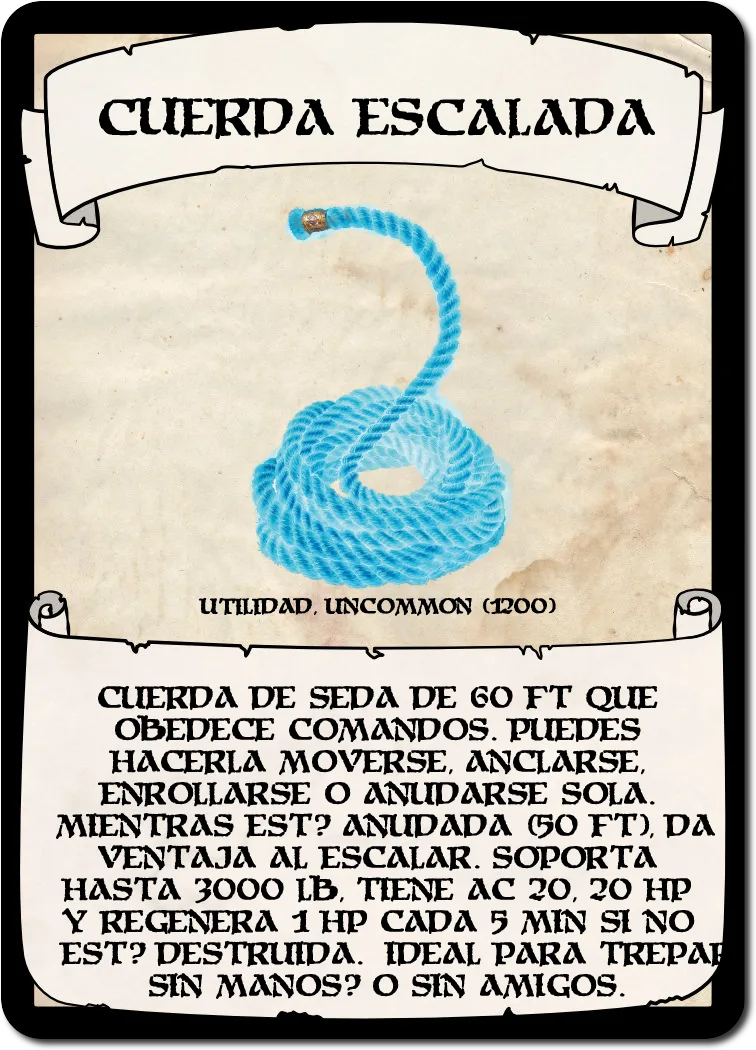 CUERDA ESCALADA
UTILIDAD, UNCOMMON (1200)
CUERDA DE SEDA DE 60 FT QUE
OBEDECE COMANDOS. PUEDES
HACERLA MOVERSE, ANCLARSE,
ENROLLARSE O ANUDARSE SOLA.
MIENTRAS EST? ANUDADA (50 FT), DA
VENTAJA AL ESCALAR. SOPORTA
HASTA 3000 LB, TIENE AC 20, 20 HP
Y REGENERA 1 HP CADA 5 MIN SI NO
EST? DESTRUIDA. IDEAL PARA TREPAR
SIN MANOS? O SIN AMIGOS.